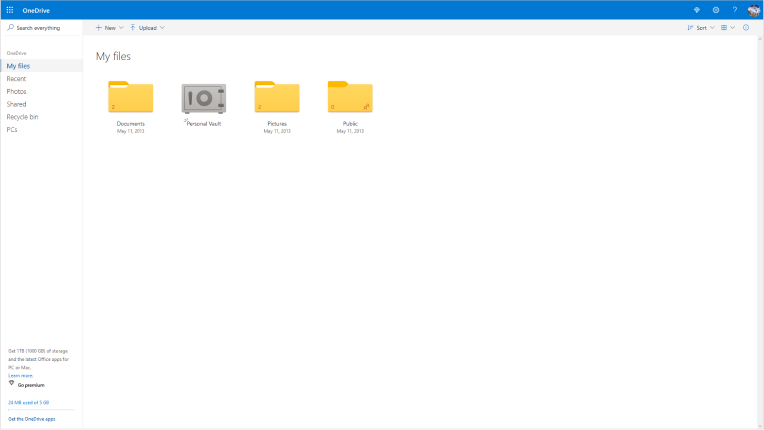 OneDrive
Search everything
New
Upload
Sort
OneDrive
My files
Recent
Photos
Shared
Recycle bin
PCs
My files
2
2
0
Documents
Personal Vault
Pictures
Public
May 11, 2013
May 11, 2013
May 11, 2013
Get 1TB (1000 GB) of storage
and the latest Office apps for
PC or Mac.
Learn more.
Go premium
24 MB used of 5 GB
Get the OneDrive apps